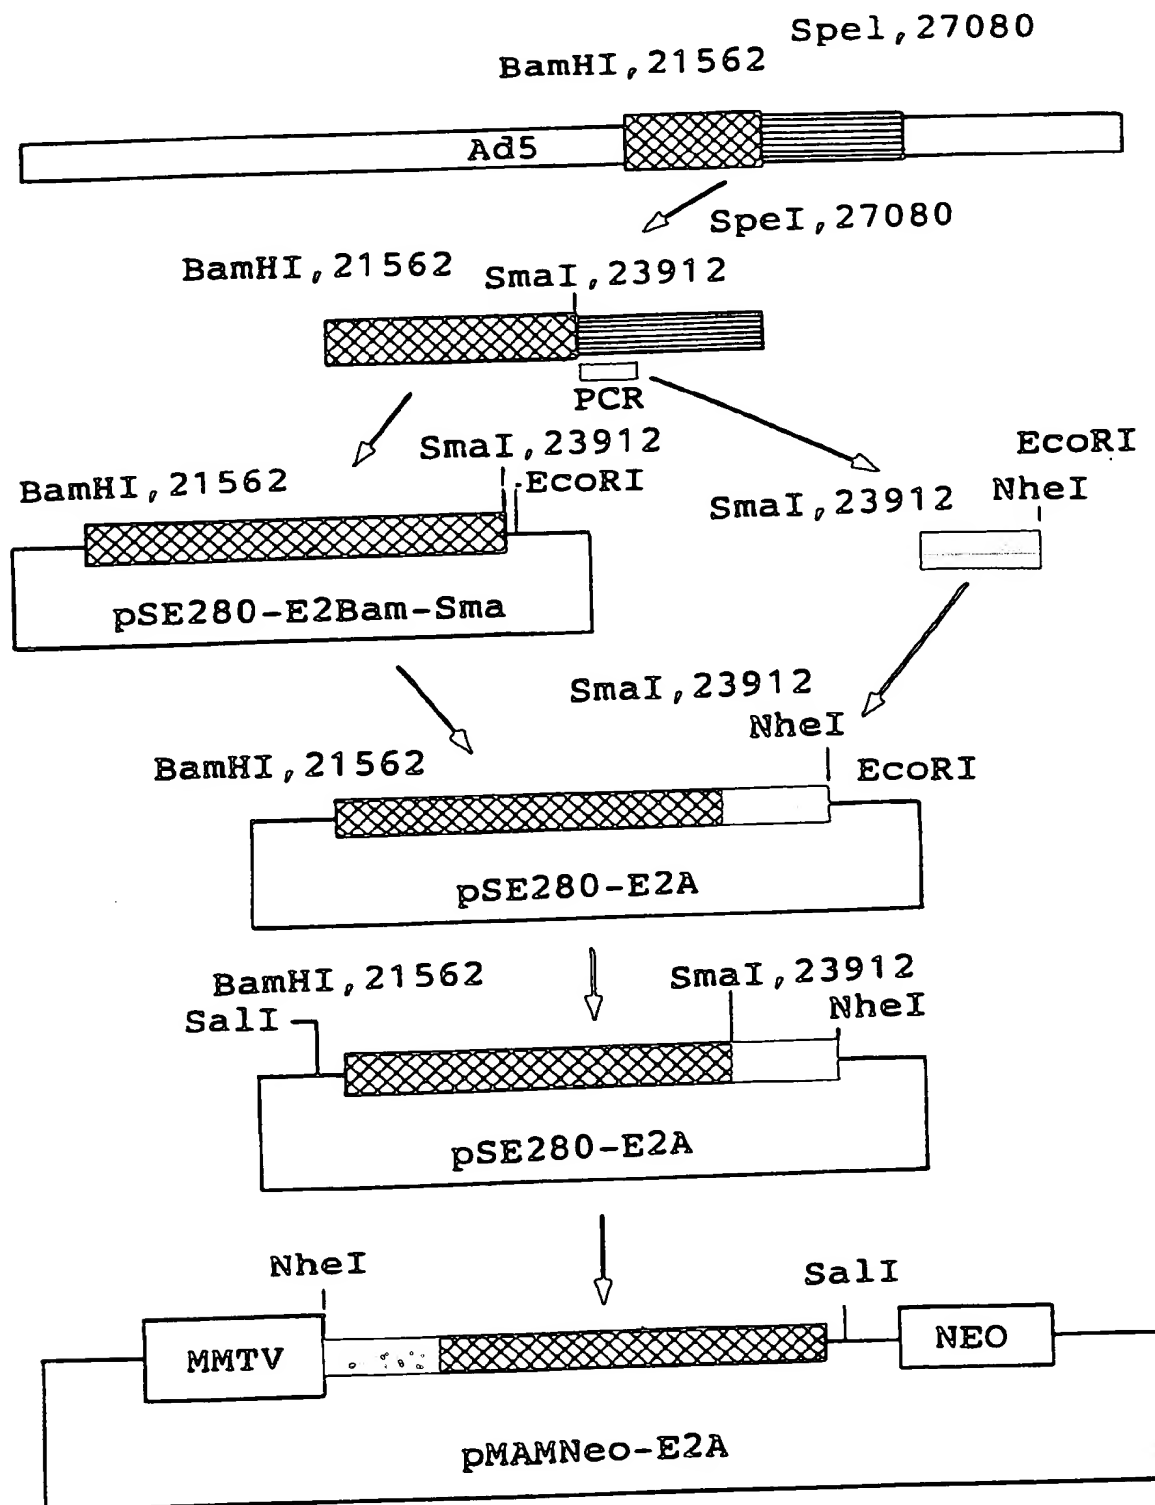 SpeI,27080
BamHI,21562
Ad5
SpeI,27080
BamHI,21562
SmaI,23912
PCR
SmaI,23912
EcoRI
BamHI,21562
EcoRI
SmaI,23912
NheI
pSE280-E2Bam-Sma
SmaI,23912
NheI
BamHI,21562
EcoRI
pSE280-E2A
BamHI,21562
SmaI,23912
SalI
NheI
pSE280-E2A
NheI
SalI
MMTV
NEO
pMAMNeo-E2A